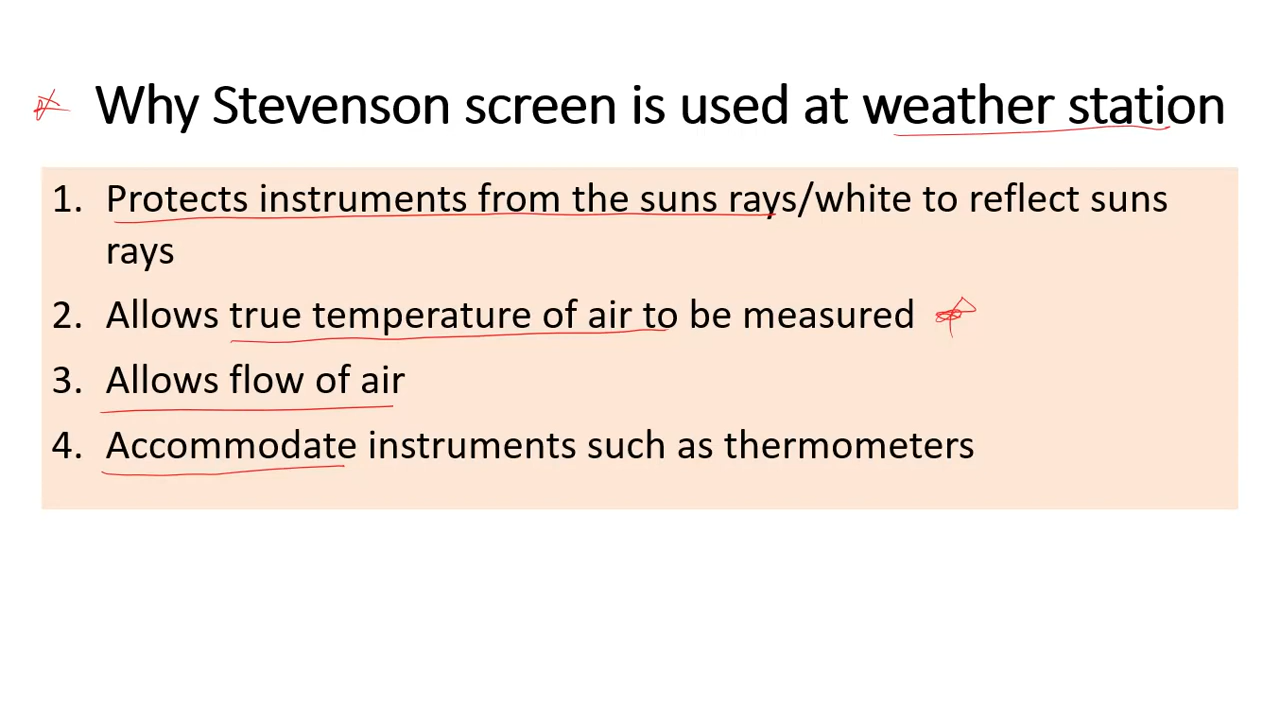 Why Stevenson screen is used at weather station
1. Protects instruments from the suns rays/white to reflect suns
rays
2. Allows true temperature of air to be measured
3. Allows flow of air
4. Accommodate instruments such as thermometers